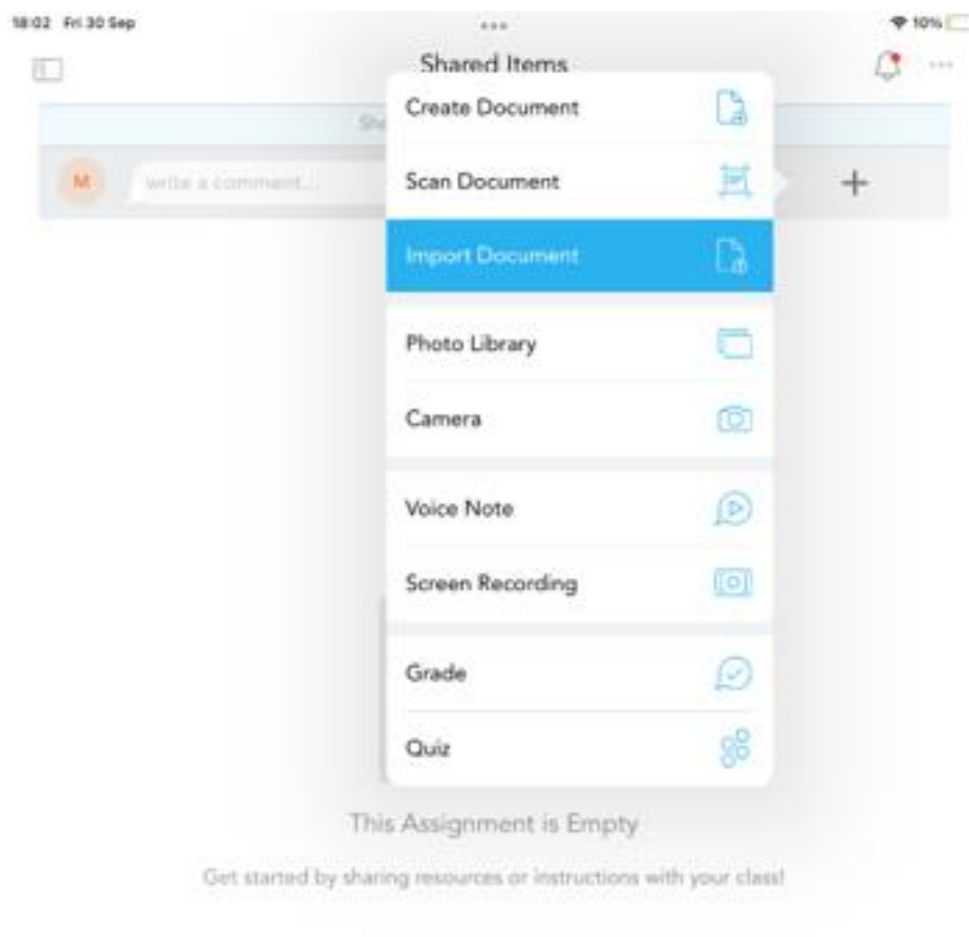 18:02 Fri 30 Sep
10%
Shared Items
Create Document
write a comment...
M
Scan Document
Import Document
Photo Library
Camera
Voice Note
Screen Recording
Grade
Quiz
This Assignment is Empty
Get started by sharing resources or instructions with your class!